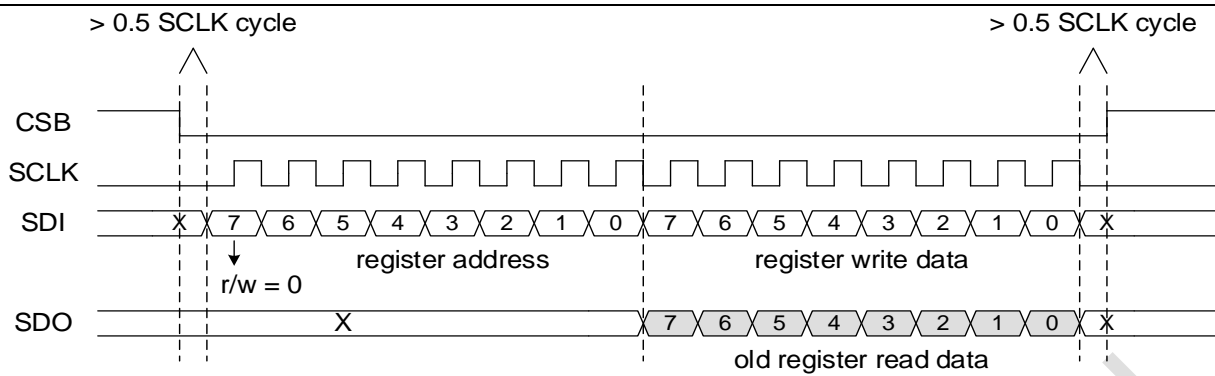 > 0.5 SCLK cycle > 0.5 SCLK cycle
CSB
SCLK
SDI X 7 6 5 4 3 2 1 0 7 6 5 4 3 2 1 0 X
register address register write data
r/w = 0
SDO X 7 6 5 4 3 2 1 0 X
old register read data